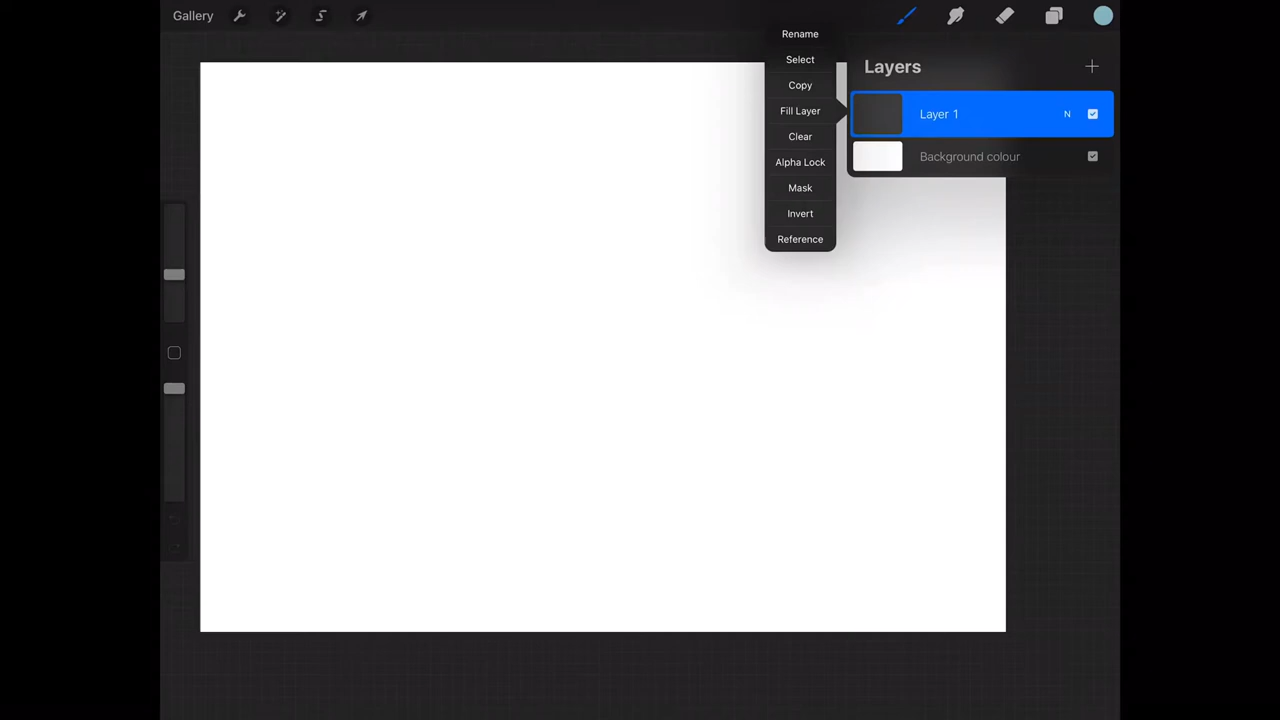 Gallery
Rename
Select
Copy
Fill Layer
Clear
Alpha Lock
Mask
Invert
Reference
Layers
Layer 1 N
Background colour